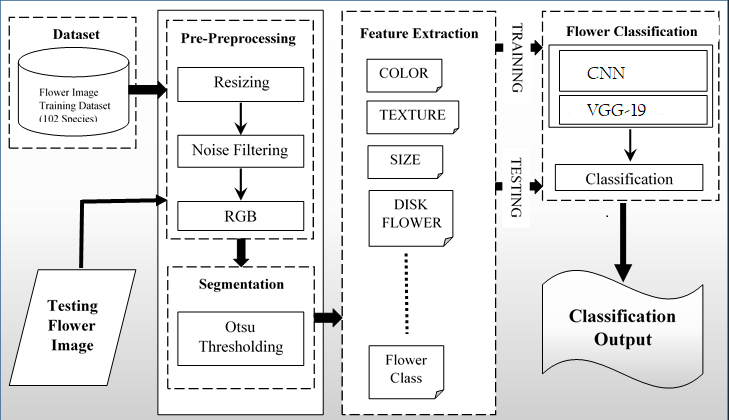 Dataset
Flower Image
Training Dataset
(102 Species)
Pre-Preprocessing
Resizing
Noise Filtering
RGB
Segmentation
Otsu
Thresholding
Testing
Flower
Image
Feature Extraction
COLOR
TEXTURE
SIZE
DISK
FLOWER
Flower
Class
TRAINING
TESTING
Flower Classification
CNN
VGG-19
Classification
Classification
Output